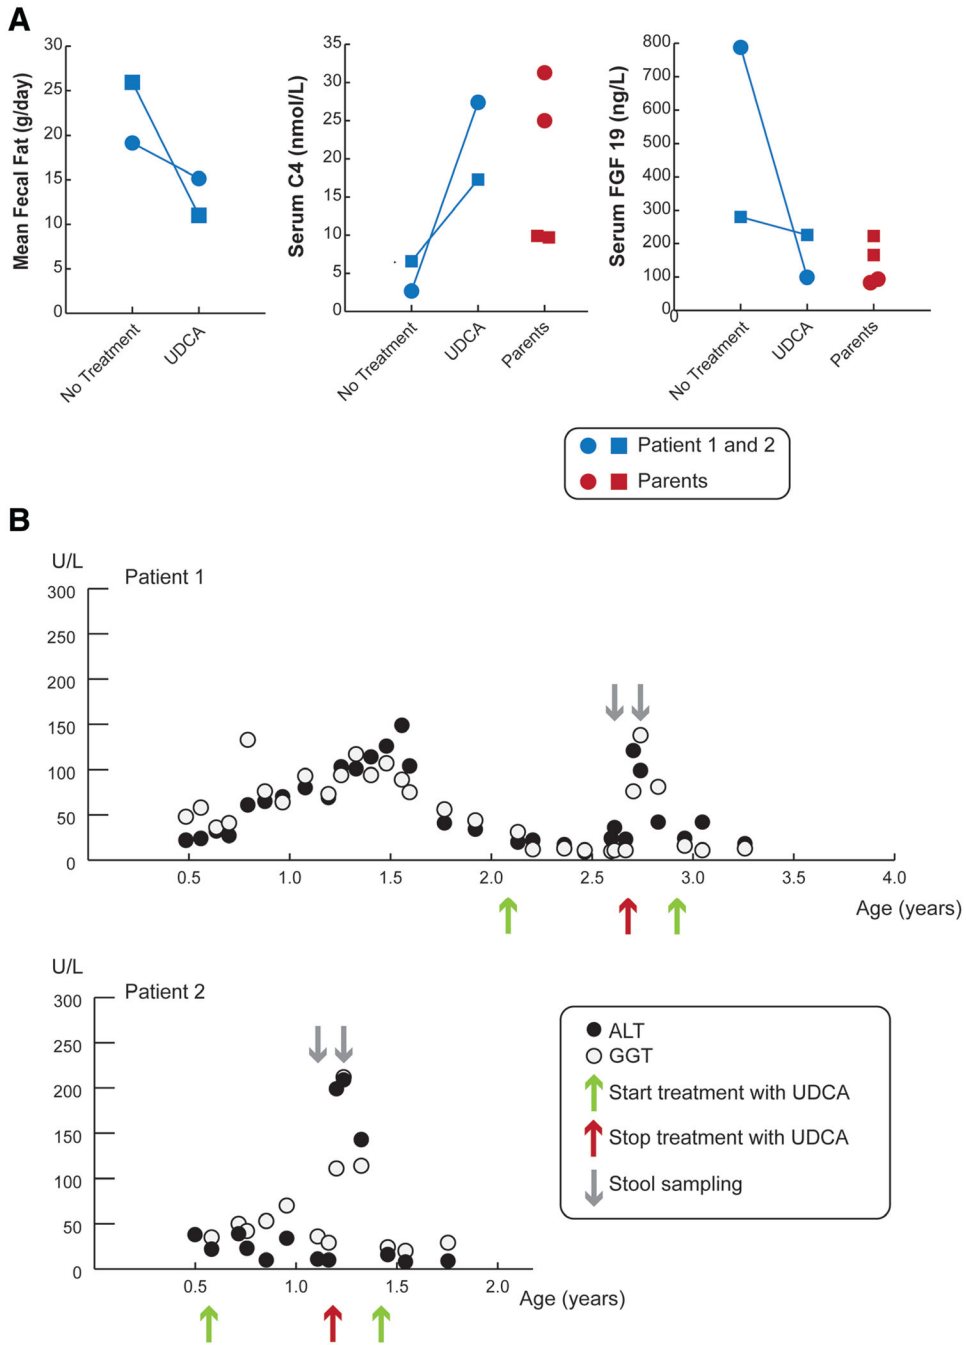 A
Mean Fecal Fat (g/day)
30
25
20
15
10
5
0
No Treatment
UDCA
Serum C4 (nmol/L)
35
30
25
20
15
10
5
0
No Treatment
UDCA
Parents
Serum FGF 19 (ng/L)
800
700
600
500
400
300
200
100
0
0
No Treatment
UDCA
Parents
Patient 1 and 2
Parents
B
U/L
Patient 1
300
250
200
150
100
50
0
0.5 1.0 1.5 2.0 2.5 3.0 3.5 4.0
Age (years)
U/L
Patient 2
300
250
200
150
100
50
0
0.5 1.0 1.5 2.0
Age (years)
ALT
GGT
Start treatment with UDCA
Stop treatment with UDCA
Stool sampling